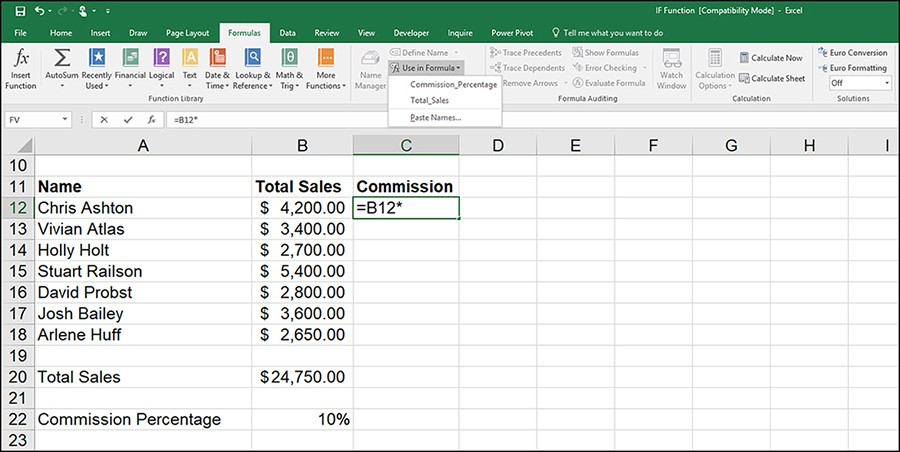 IF Function [Compatibility Mode] - Excel
File Home Insert Draw Page Layout Formulas Data Review View Developer Inquire Power Pivot Tell me what you want to do
fx Σ ? A θ
Insert Function
AutoSum
Recently Used
Financial
Logical
Text
Date & Time
Lookup & Reference
Math & Trig
More Functions
Function Library
Name Manager
Define Name
Use in Formula
Commission_Percentage
Total_Sales
Paste Names...
Trace Precedents
Trace Dependents
Remove Arrows
Show Formulas
Error Checking
Evaluate Formula
Formula Auditing
Watch Window
Calculation Options
Calculate Now
Calculate Sheet
Calculation
Euro Conversion
Euro Formatting
Off
Solutions
FV fx =B12*
A B C D E F G H I
10
11 Name Total Sales Commission
12 Chris Ashton $ 4,200.00 =B12*
13 Vivian Atlas $ 3,400.00
14 Holly Holt $ 2,700.00
15 Stuart Railson $ 5,400.00
16 David Probst $ 2,800.00
17 Josh Bailey $ 3,600.00
18 Arlene Huff $ 2,650.00
19
20 Total Sales $24,750.00
21
22 Commission Percentage 10%
23